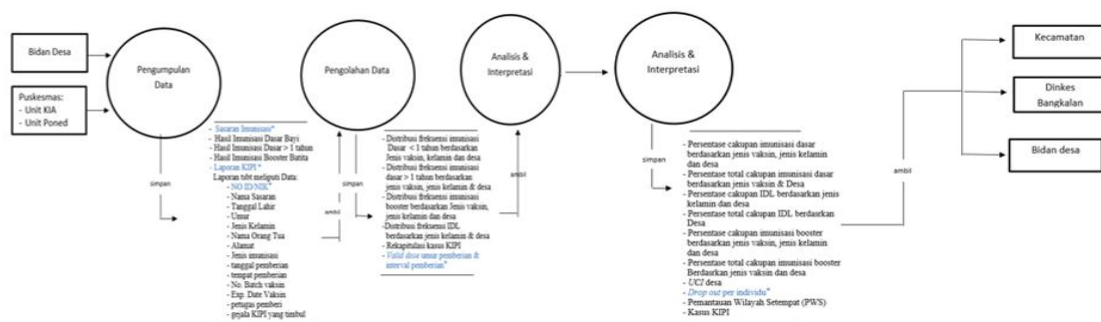 Bidan Desa
Puskesmas:
- Unit KIA
- Unit Poned
Pengumpulan
Data
simpan
- Sasaran Imunisasi*
- Hasil Imunisasi Dasar Bayi
- Hasil Imunisasi Dasar > 1 tahun
- Hasil Imunisasi Booster Batita
- Laporan KIPI *
Laporan tsbt meliputi Data:
- NO ID/NIK*
- Nama Sasaran
- Tanggal Lahir
- Umur
- Jenis Kelamin
- Nama Orang Tua
- Alamat
- Jenis imunisasi
- tanggal pemberian
- tempat pemberian
- No. Batch vaksin
- Exp. Date Vaksin
- petugas pemberi
- gejala KIPI yang timbul
ambil
Pengolahan Data
simpan
- Distribusi frekuensi imunisasi
Dasar < 1 tahun berdasarkan
Jenis vaksin, kelamin dan desa
- Distribusi frekuensi imunisasi
dasar > 1 tahun berdasarkan
jenis vaksin, jenis kelamin & desa
- Distribusi frekuensi imunisasi
booster berdasarkan Jenis vaksin,
jenis kelamin dan desa
-Distribusi frekuensi IDL
berdasarkan jenis kelamin & desa
- Rekapitulasi kasus KIPI
- Valid dose umur pemberian &
interval pemberian*
ambil
Analisis &
Interpretasi
Analisis &
Interpretasi
simpan
- Persentase cakupan imunisasi dasar
berdasarkan jenis vaksin, jenis kelamin
dan desa
- Persentase total cakupan imunisasi dasar
berdasarkan jenis vaksin & Desa
- Persentase cakupan IDL berdasarkan jenis
kelamin dan desa
- Persentase total cakupan IDL berdasarkan
Desa
- Persentase cakupan imunisasi booster
berdasarkan jenis vaksin, jenis kelamin
dan desa
- Persentase total cakupan imunisasi booster
Berdasrkan jenis vaksin dan desa
- UCI desa
- Drop out per individu*
- Pemantauan Wilayah Setempat (PWS)
- Kasus KIPI
ambil
Kecamatan
Dinkes
Bangkalan
Bidan desa